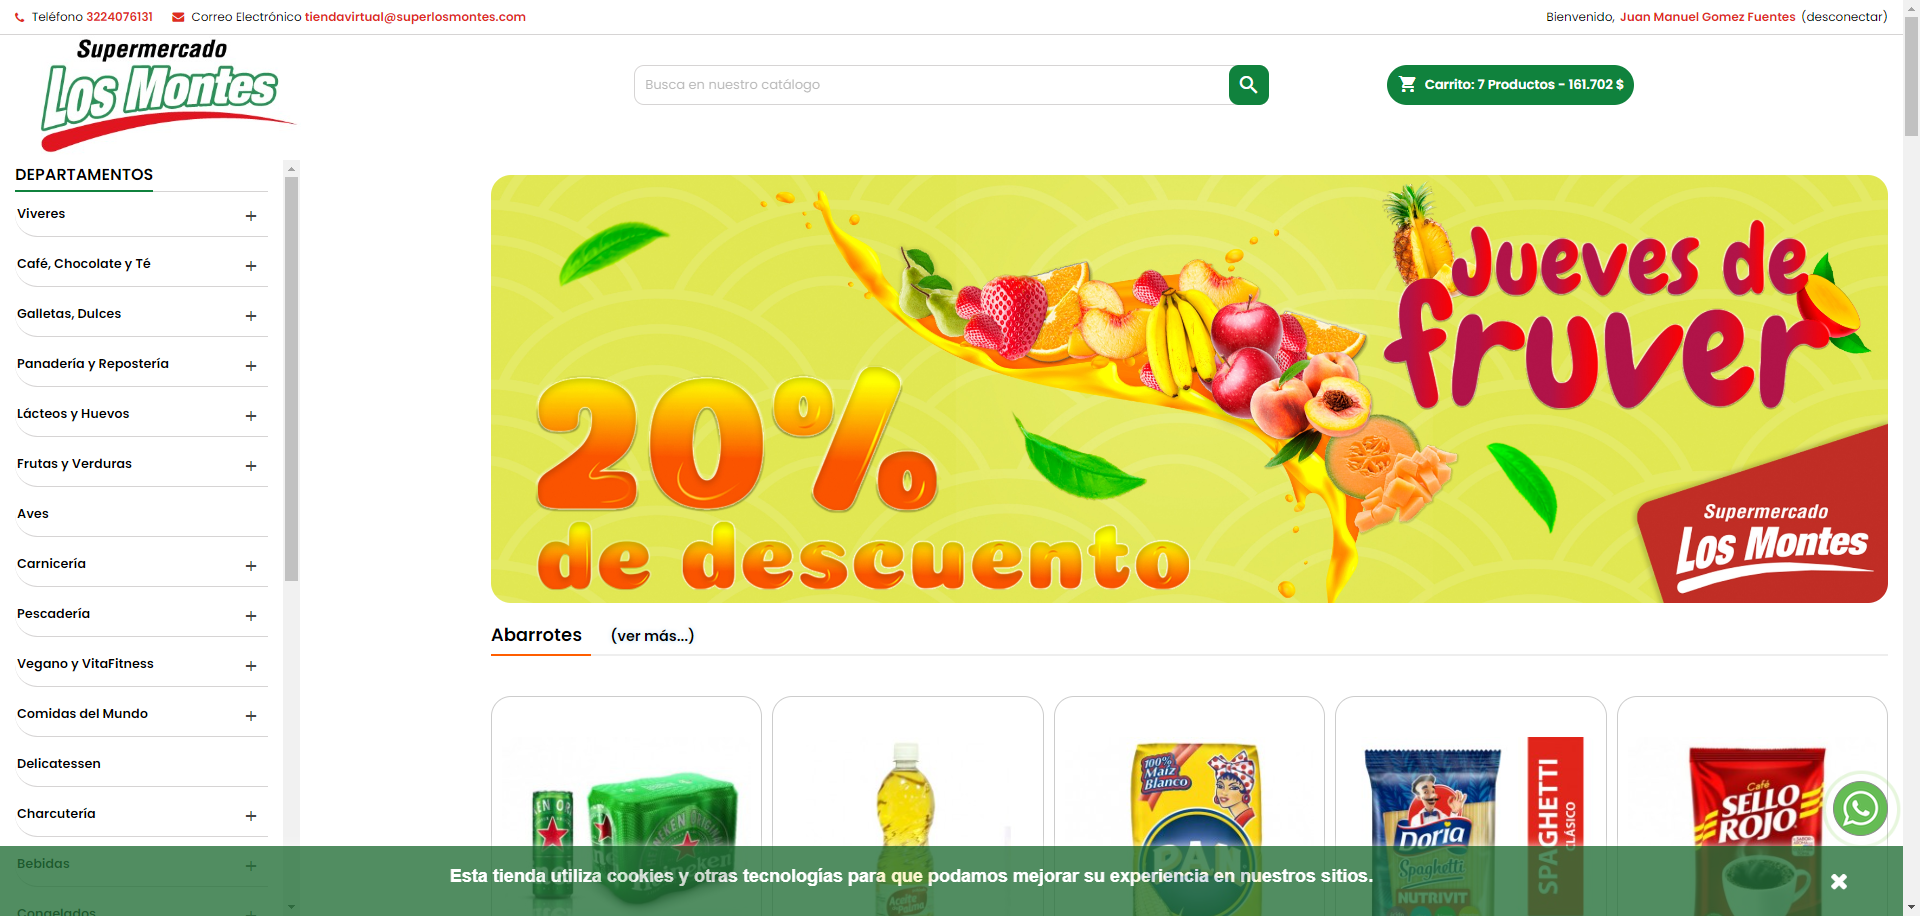 Teléfono 3224076131 Correo Electrónico tiendavirtual@superlosmontes.com
Bienvenido, Juan Manuel Gomez Fuentes (desconectar)
Supermercado
Los Montes
Busca en nuestro catálogo
Carrito: 7 Productos - 161.702 $
DEPARTAMENTOS
Viveres
Café, Chocolate y Té
Galletas, Dulces
Panadería y Repostería
Lácteos y Huevos
Frutas y Verduras
Aves
Carnicería
Pescadería
Vegano y VitaFitness
Comidas del Mundo
Delicatessen
Charcutería
Bebidas
Congelados
Jueves de
fruver
20%
de descuento
Supermercado
Los Montes
Abarrotes (ver más...)
Heineken
Aceite
100%
Maíz
Blanco
PAN
Doria
Spaghetti
NUTRIVIT
SPAGHETTI
CLÁSICO
Café
SELLO
ROJO
Esta tienda utiliza cookies y otras tecnologías para que podamos mejorar su experiencia en nuestros sitios.